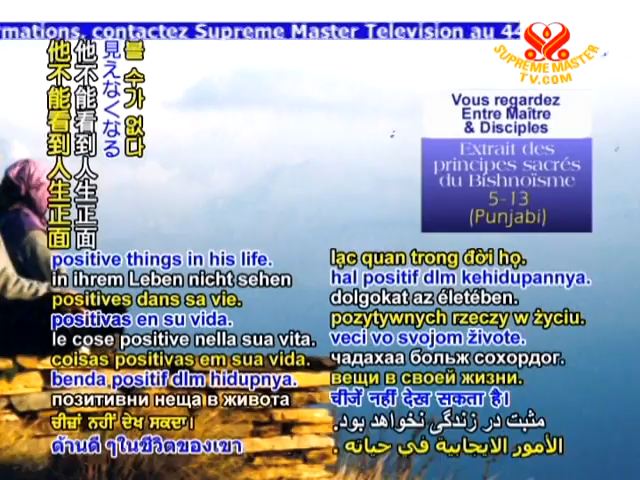 rmations, contactez Supreme Master Television au 4
SUPREME MASTER
TV.COM
볼 수가 없다
見えなくなる
他不能看到人生正面
他不能看到人生正面
Vous regardez
Entre Maître
& Disciples
Extrait des
principes sacrés
du Bishnoïsme
5-13
(Punjabi)
positive things in his life.
in ihrem Leben nicht sehen
positives dans sa vie.
positivas en su vida.
le cose positive nella sua vita.
coisas positivas em sua vida.
benda positif dlm hidupnya.
позитивни неща в живота
ਚੀਜ਼ਾਂ ਨਹੀਂ ਦੇਖ ਸਕਦਾ।
ด้านดี ๆในชีวิตของเขา
lạc quan trong đời họ.
hal positif dlm kehidupannya.
dolgokat az életében.
pozytywnych rzeczy w życiu.
veci vo svojom živote.
чадахаа больж сохордог.
вещи в своей жизни.
चीजें नहीं देख सकता है।
مثبت در زندگی نخواهد بود.
الأمور الايجابية في حياته .